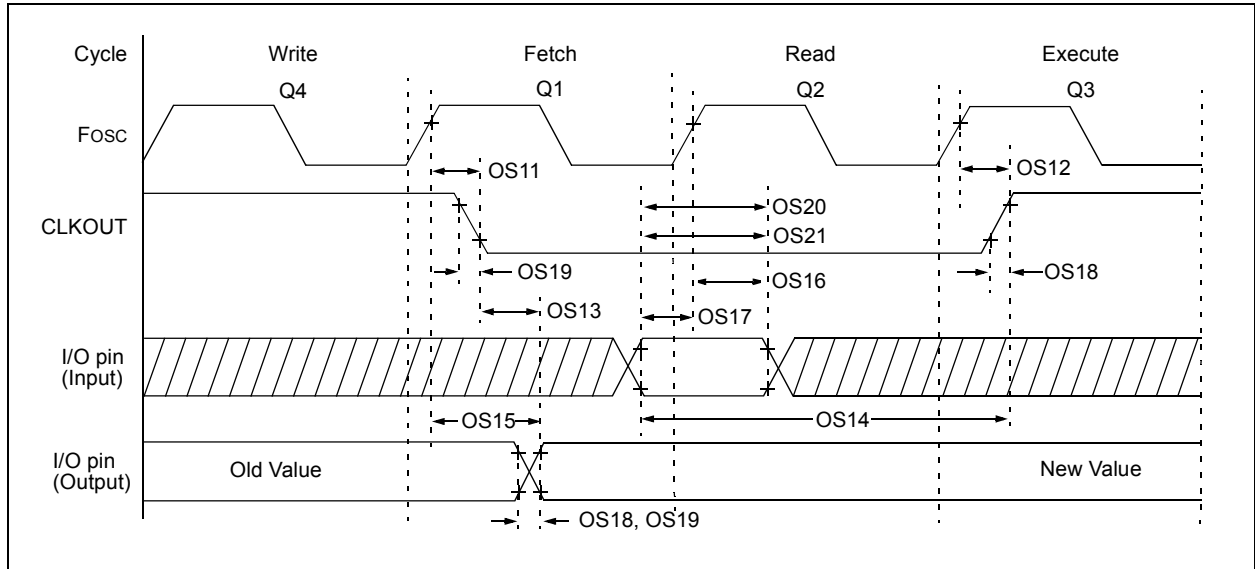 Cycle Write Fetch Read Execute
Q4 Q1 Q2 Q3
FOSC
OS11 OS12
OS20
CLKOUT
OS21
OS19 OS16 OS18
OS13 OS17
I/O pin
(Input)
OS15 OS14
I/O pin
(Output)
Old Value New Value
OS18, OS19